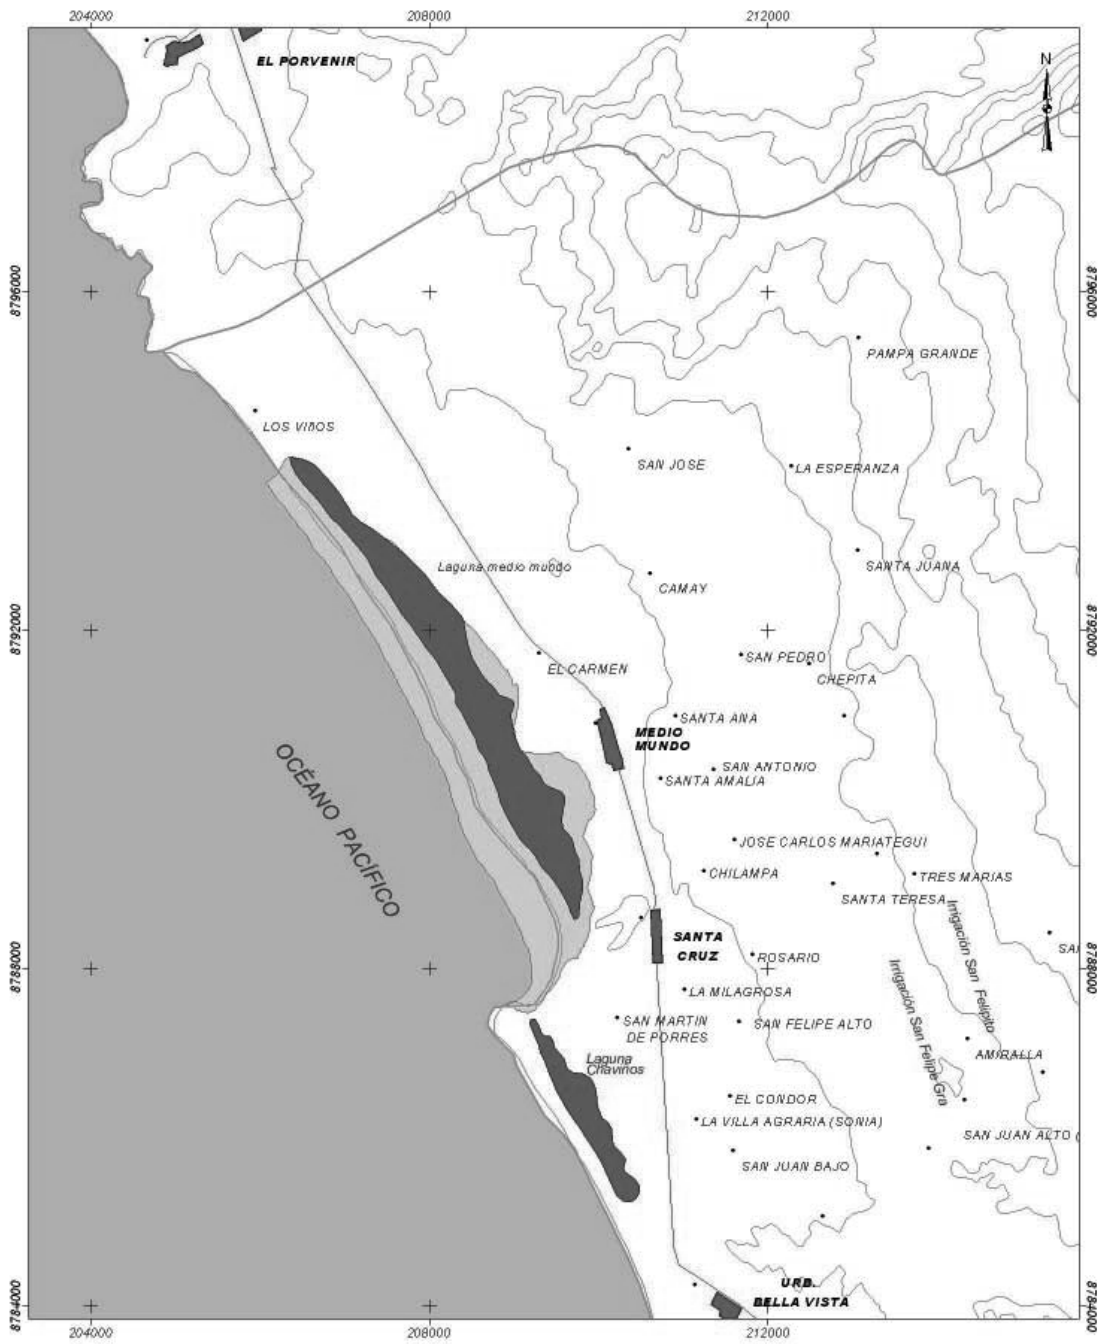 204000
208000
212000
EL PORVENIR
N
8796000
8796000
PAMPA GRANDE
LOS VIÑOS
SAN JOSE
LA ESPERANZA
Laguna medio mundo
SANTA JUANA
CAMAY
8792000
8792000
SAN PEDRO
EL CARMEN
CHEPITA
SANTA ANA
MEDIO
MUNDO
SAN ANTONIO
SANTA AMALIA
OCÉANO PACÍFICO
JOSE CARLOS MARIATEGUI
CHILAMPA
TRES MARIAS
SANTA TERESA
Irrigación San Felipito
SANTA
CRUZ
SAN
ROSARIO
8788000
8788000
Irrigación San Felipe Gra
LA MILAGROSA
SAN MARTIN
DE PORRES
SAN FELIPE ALTO
Laguna
Chavinos
AMIRALLA
EL CONDOR
LA VILLA AGRARIA (SONIA)
SAN JUAN ALTO (
SAN JUAN BAJO
URB.
BELLA VISTA
8784000
8784000
204000
208000
212000